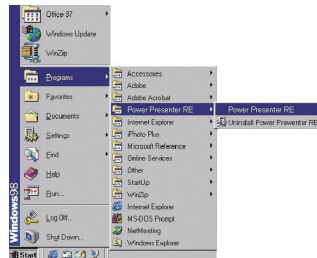 Office 97
Windows Update
WinZip
Programs
Favorites
Documents
Settings
Find
Help
Run...
Log Off...
Shut Down...
Windows98
Start
Accessories
Adobe
Adobe Acrobat
Power Presenter RE
Internet Explorer
iPhoto Plus
Microsoft Reference
Online Services
Other
StartUp
WinZip
Internet Explorer
MS-DOS Prompt
NetMeeting
Windows Explorer
Power Presenter RE
Uninstall Power Prewenter RE